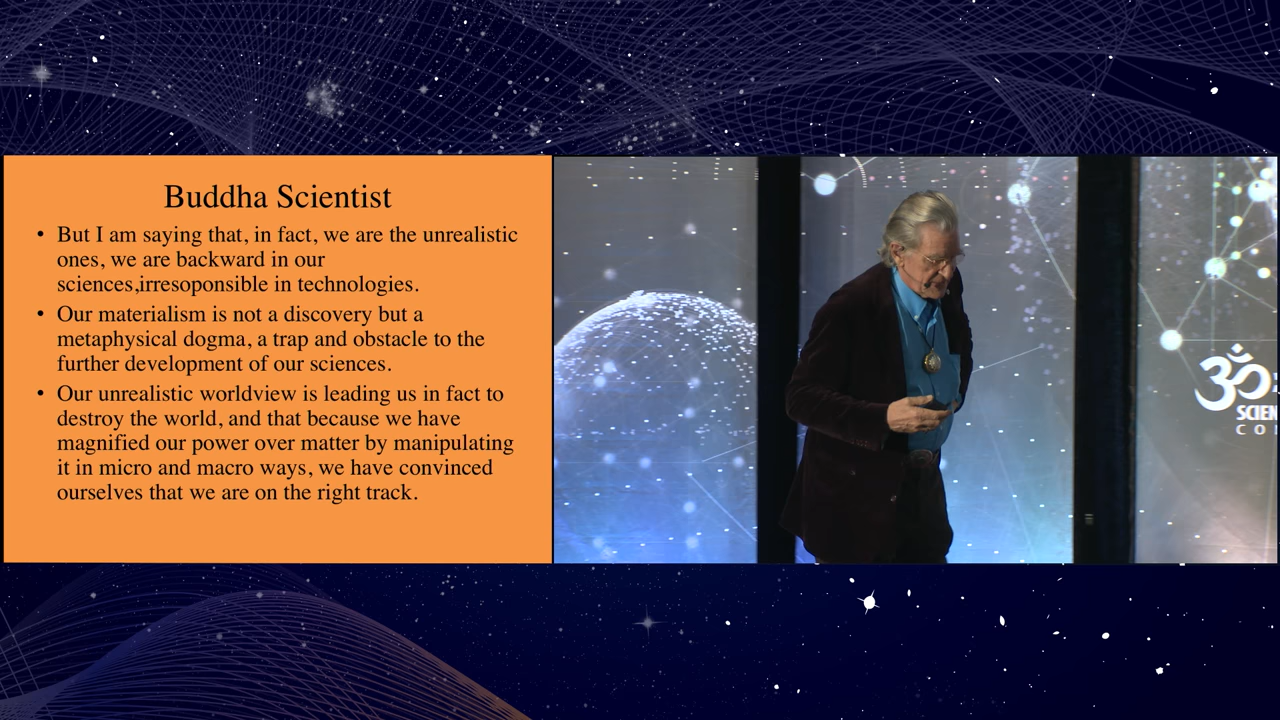 Buddha Scientist
• But I am saying that, in fact, we are the unrealistic
ones, we are backward in our
sciences,irresoponsible in technologies.
• Our materialism is not a discovery but a
metaphysical dogma, a trap and obstacle to the
further development of our sciences.
• Our unrealistic worldview is leading us in fact to
destroy the world, and that because we have
magnified our power over matter by manipulating
it in micro and macro ways, we have convinced
ourselves that we are on the right track.
ॐ